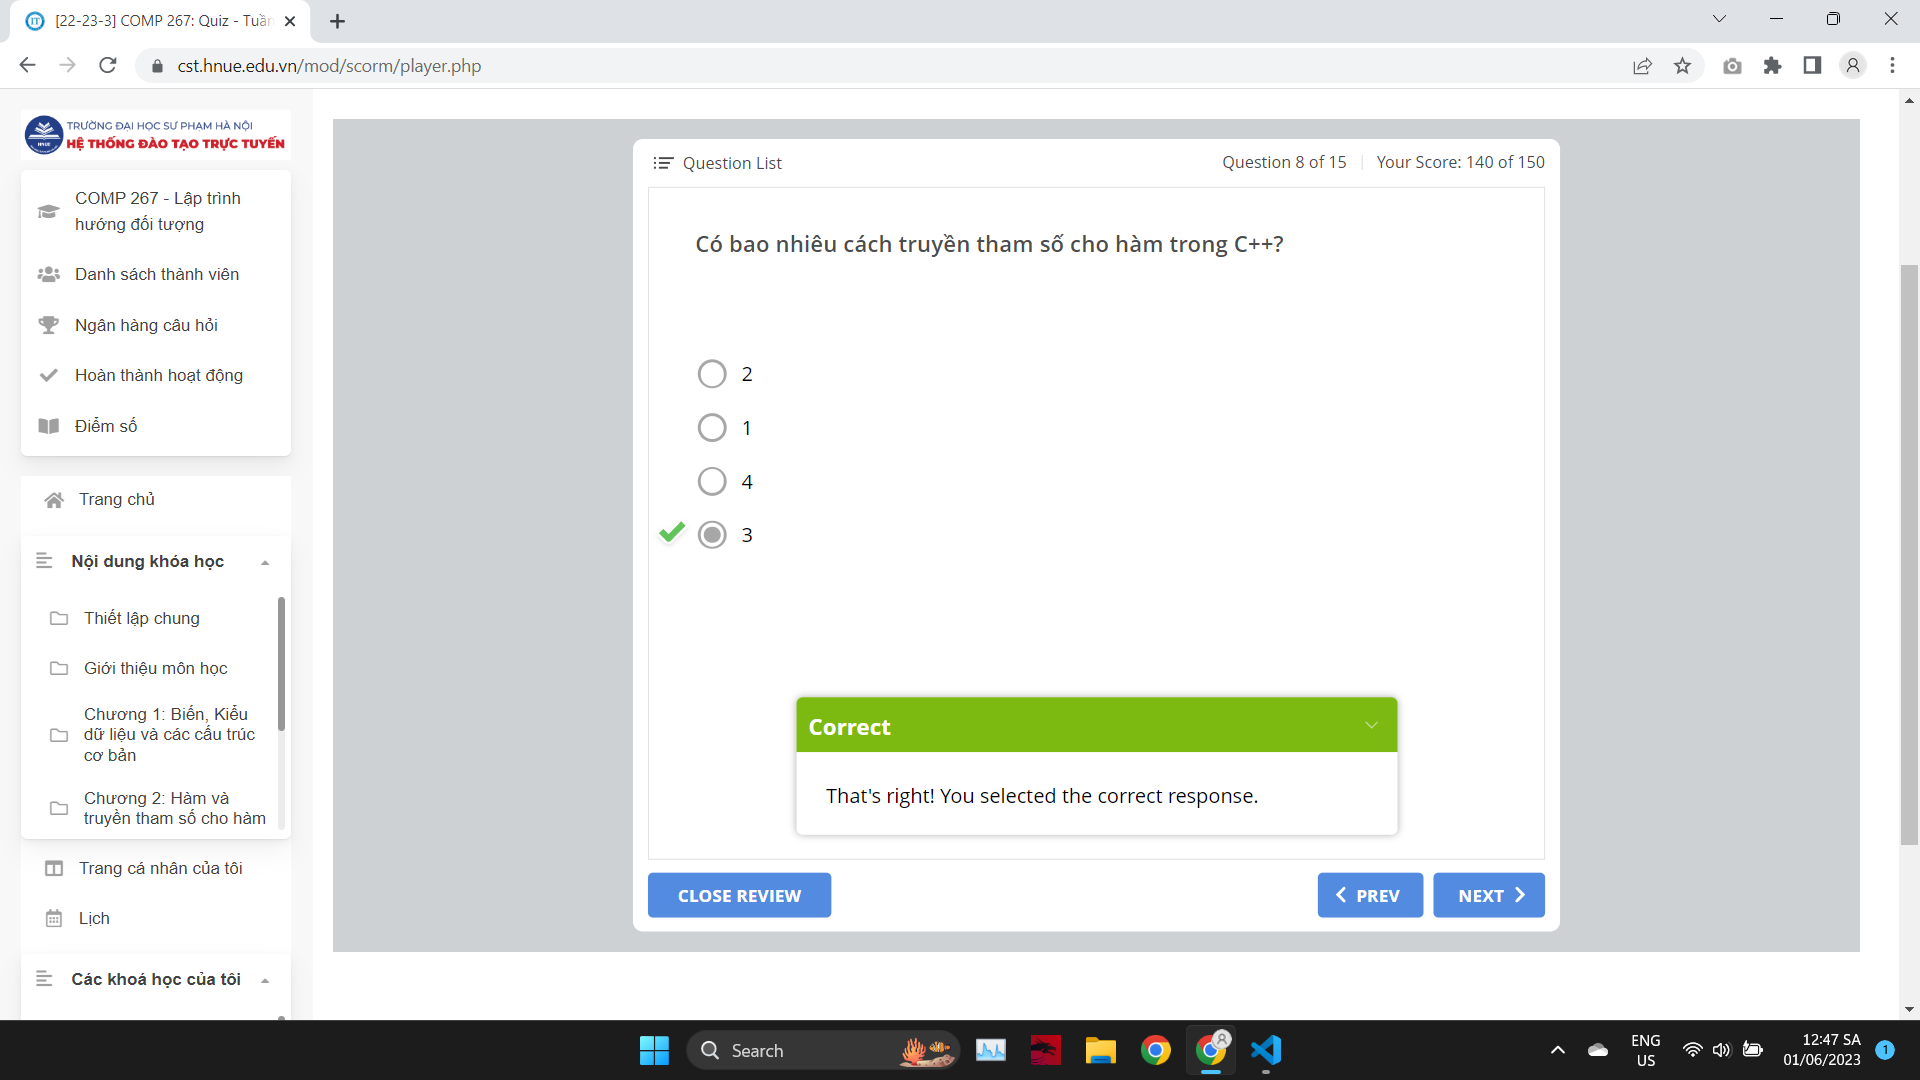 [22-23-3] COMP 267: Quiz - Tuần
cst.hnue.edu.vn/mod/scorm/player.php
TRƯỜNG ĐẠI HỌC SƯ PHẠM HÀ NỘI
HỆ THỐNG ĐÀO TẠO TRỰC TUYẾN
COMP 267 - Lập trình
hướng đối tượng
Danh sách thành viên
Ngân hàng câu hỏi
Hoàn thành hoạt động
Điểm số
Trang chủ
Nội dung khóa học
Thiết lập chung
Giới thiệu môn học
Chương 1: Biến, Kiểu
dữ liệu và các cấu trúc
cơ bản
Chương 2: Hàm và
truyền tham số cho hàm
Trang cá nhân của tôi
Lịch
Các khoá học của tôi
Question List
Question 8 of 15
Your Score: 140 of 150
Có bao nhiêu cách truyền tham số cho hàm trong C++?
2
1
4
3
Correct
That's right! You selected the correct response.
CLOSE REVIEW
PREV
NEXT
Search
ENG
US
12:47 SA
01/06/2023
1